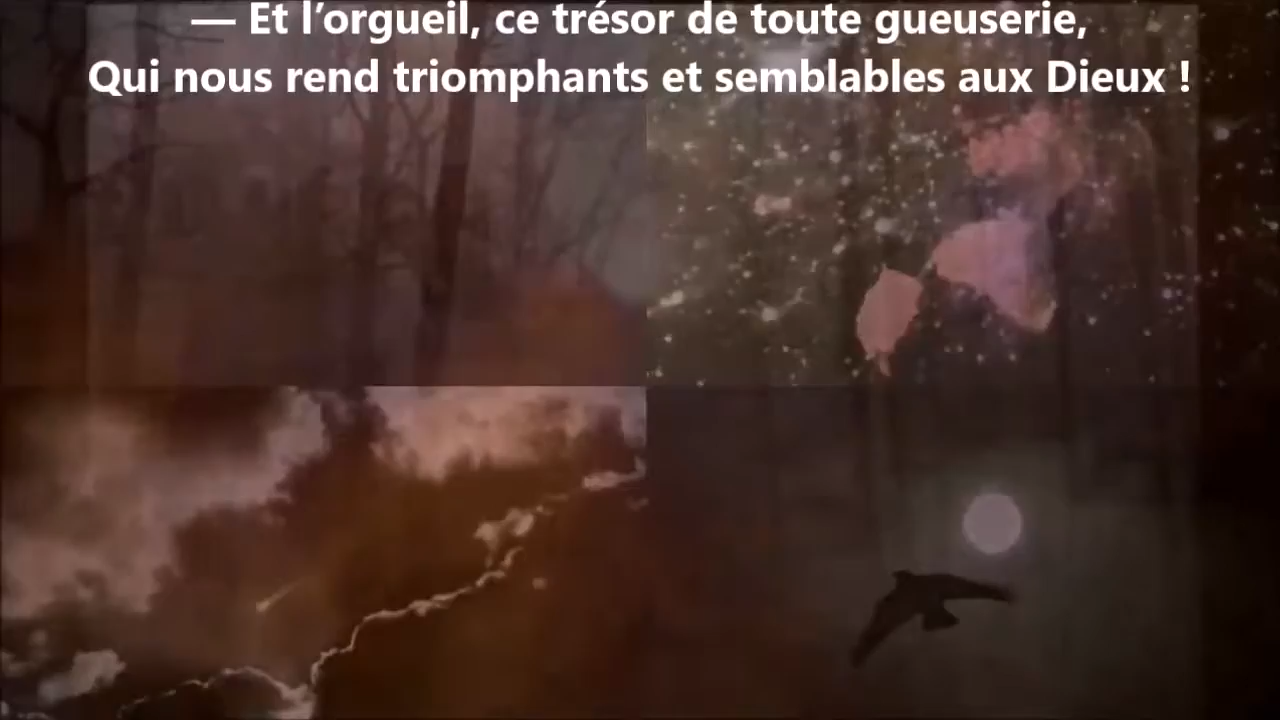 — Et l’orgueil, ce trésor de toute gueuserie,
Qui nous rend triomphants et semblables aux Dieux !